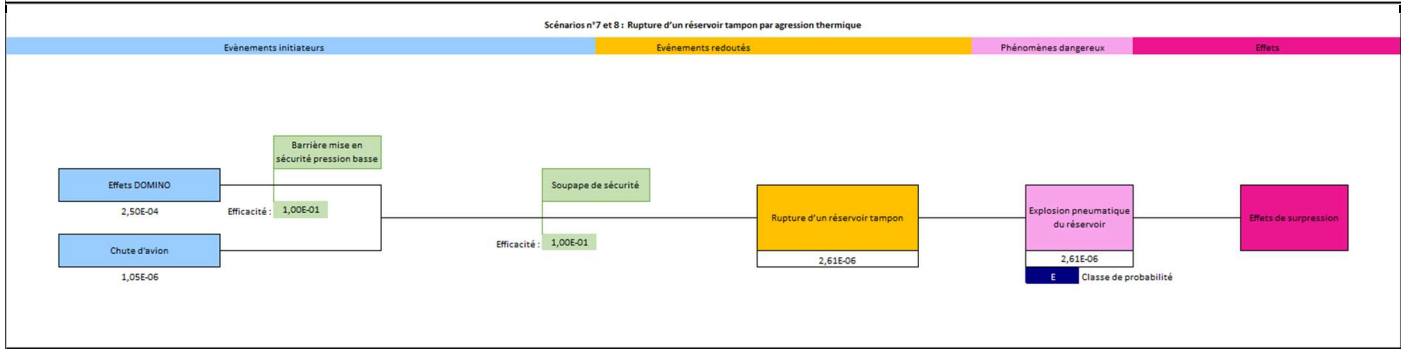 Scénarios n°7 et 8 : Rupture d'un réservoir tampon par agression thermique
Evènements initiateurs
Evénements redoutés
Phénomènes dangereux
Effets
Barrière mise en
sécurité pression basse
Effets DOMINO
2,50E-04
Efficacité :
1,00E-01
Chute d'avion
1,05E-06
Soupape de sécurité
Efficacité :
1,00E-01
Rupture d'un réservoir tampon
2,61E-06
Explosion pneumatique
du réservoir
2,61E-06
E
Classe de probabilité
Effets de surpression